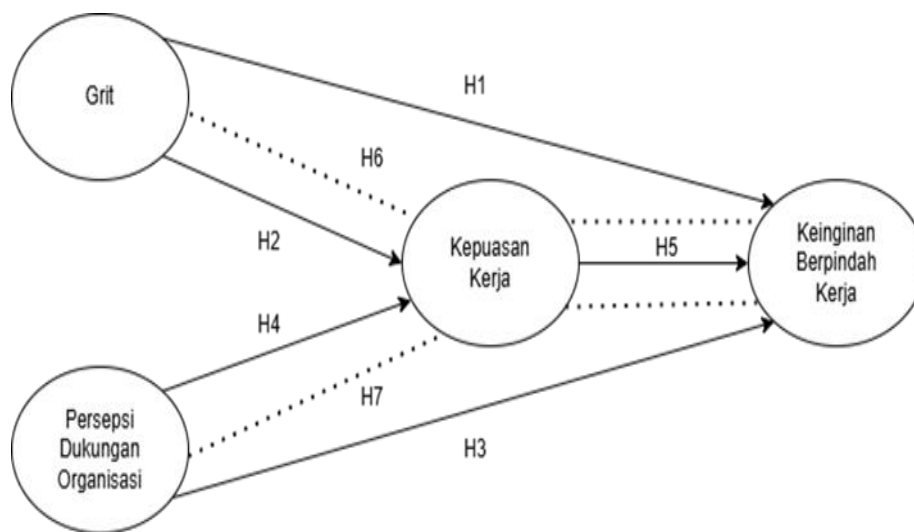 Grit
H1
H6
H2
Kepuasan
Kerja
H5
Keinginan
Berpindah
Kerja
H4
H7
H3
Persepsi
Dukungan
Organisasi